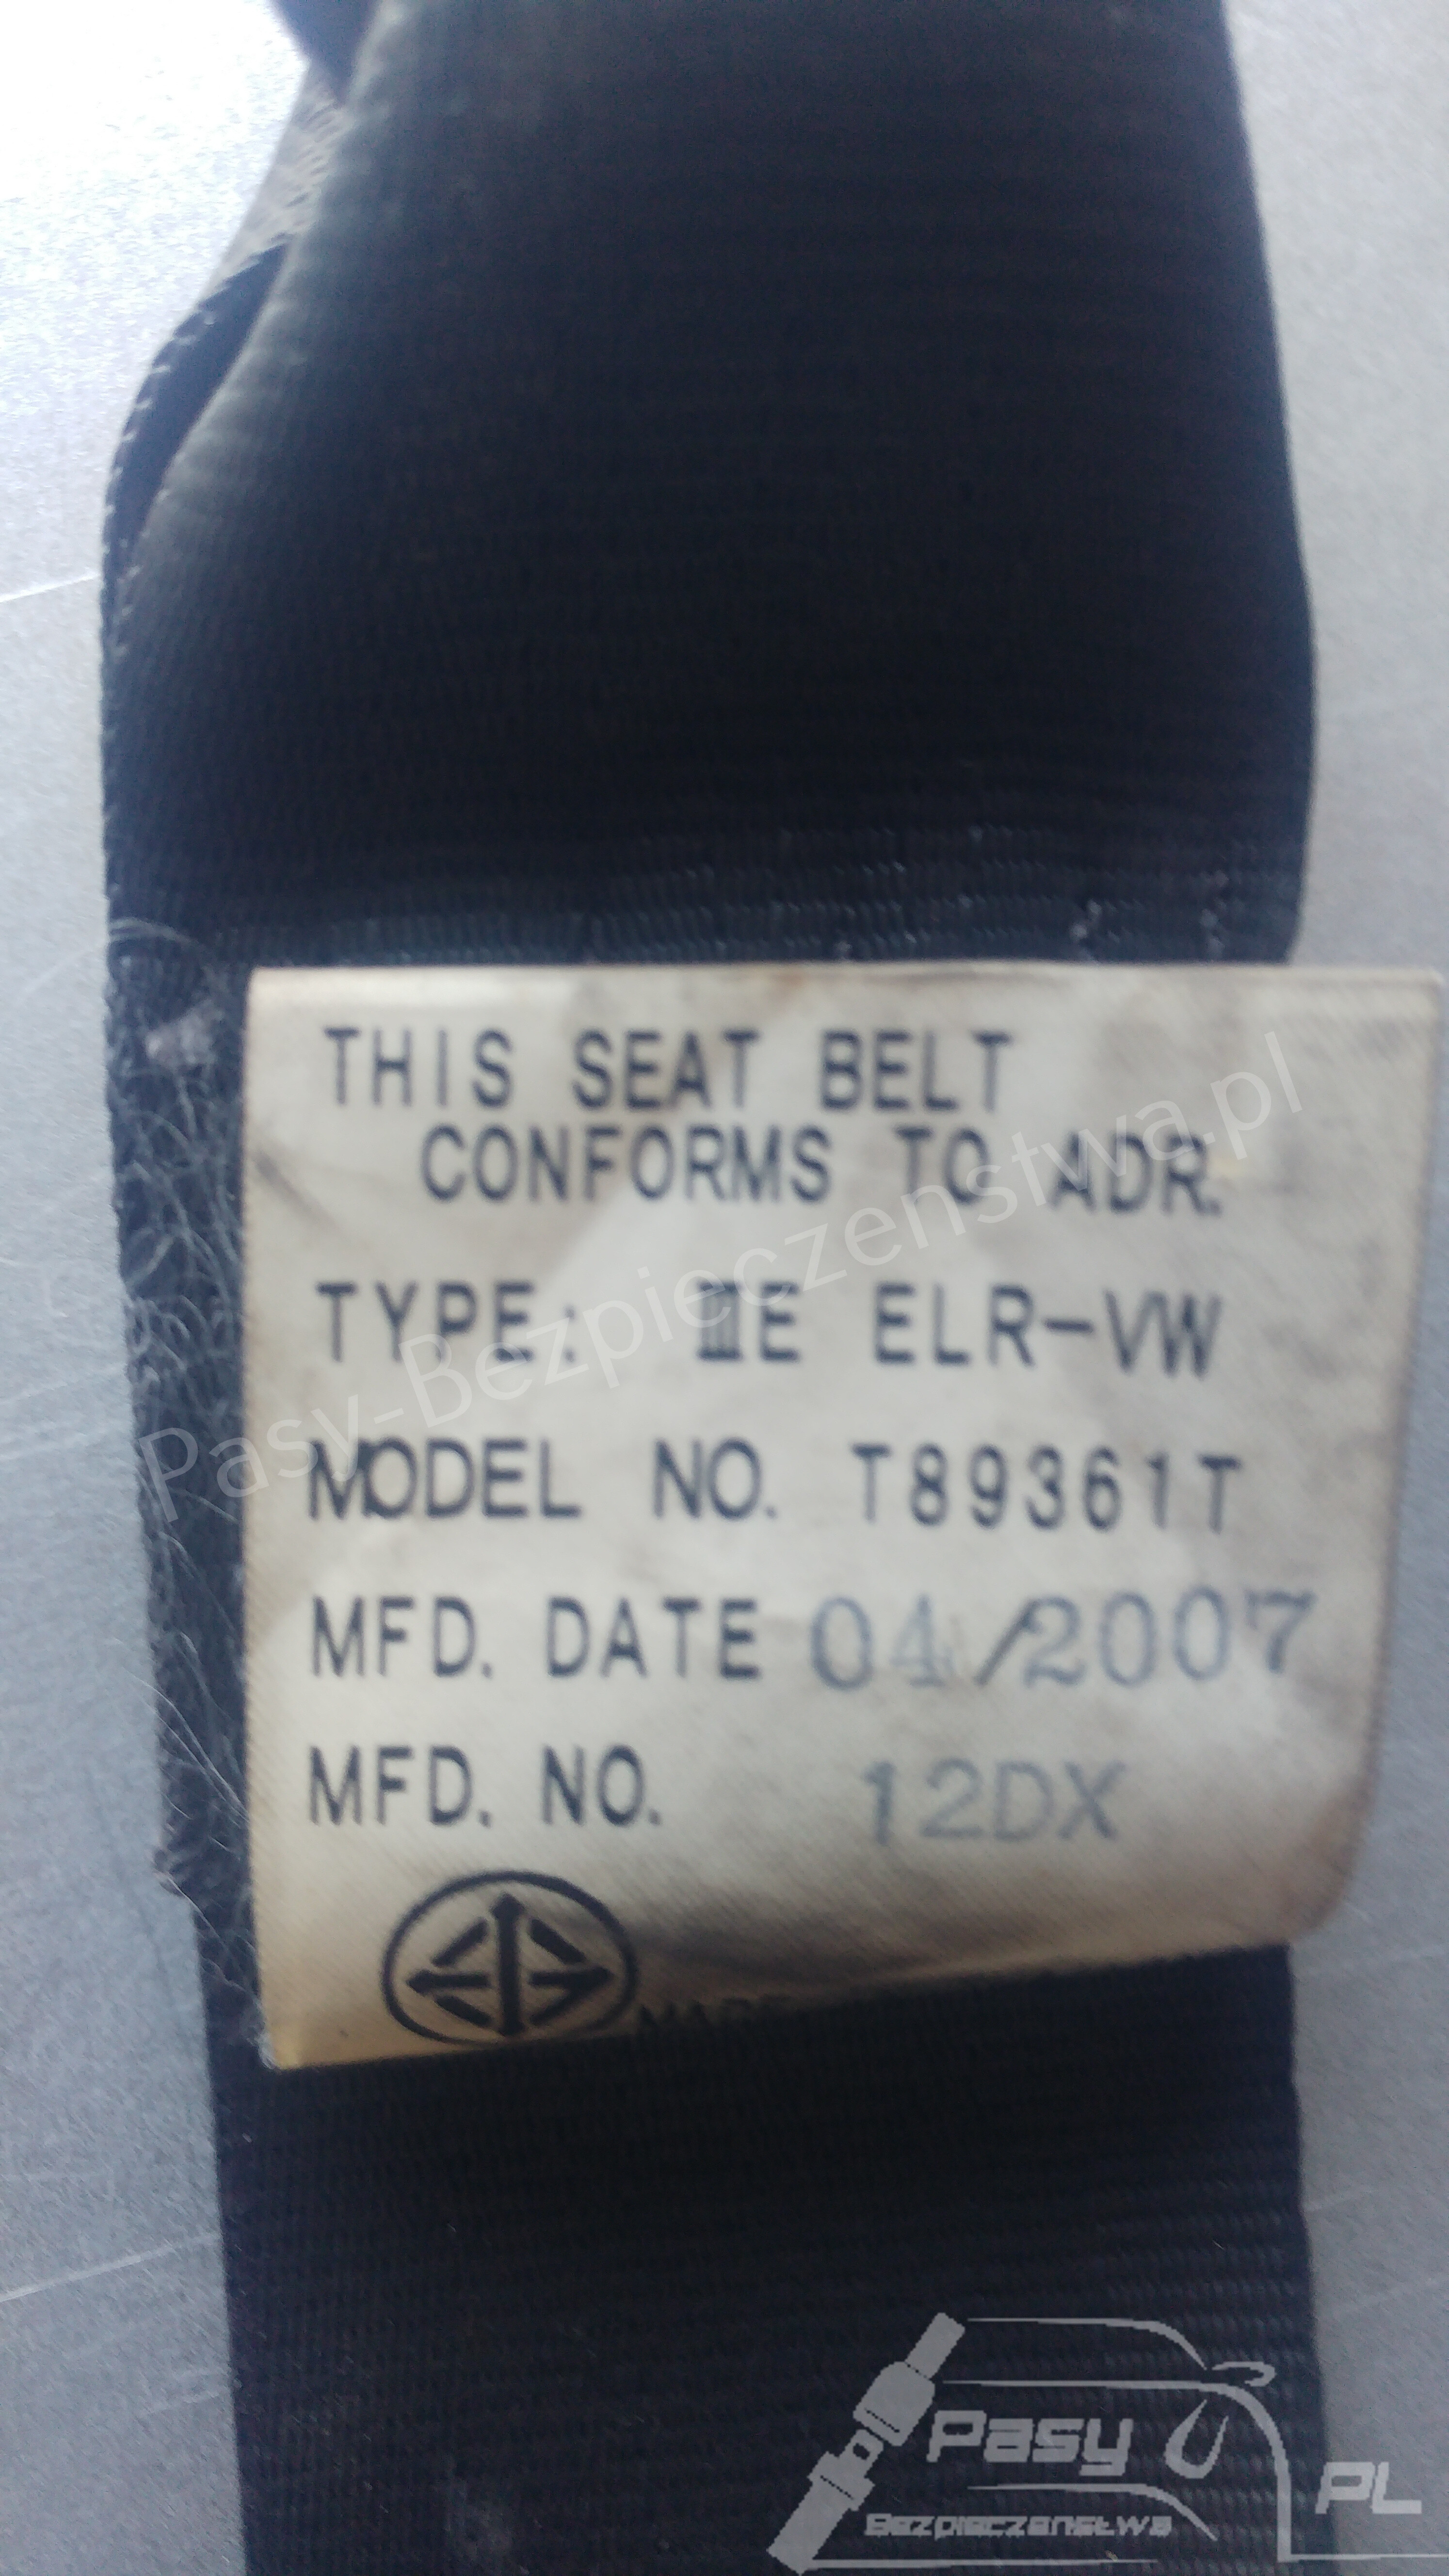 THIS SEAT BELT
CONFORMS TO ADR.
TYPE: ⅢE ELR-VW
MODEL NO. T89361T
MFD. DATE 04/2007
MFD. NO. 12DX
Pasy-Bezpieczenstwa.pl
Pasy
Bezpieczenstwa
PL